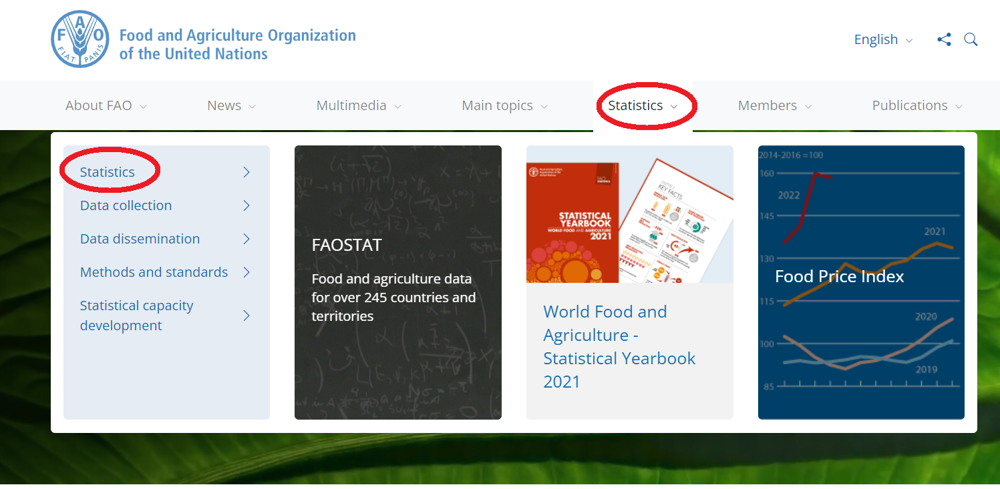 FAO
FIAT PANIS
Food and Agriculture Organization
of the United Nations
English
About FAO
News
Multimedia
Main topics
Statistics
Members
Publications
Statistics
Data collection
Data dissemination
Methods and standards
Statistical capacity
development
FAOSTAT
Food and agriculture data
for over 245 countries and
territories
STATISTICAL
YEARBOOK
WORLD FOOD AND AGRICULTURE
2021
KEY FACTS
World Food and
Agriculture -
Statistical Yearbook
2021
2014-2016 =100
160
2022
145
2021
130
Food Price Index
115
2020
100
2019
85